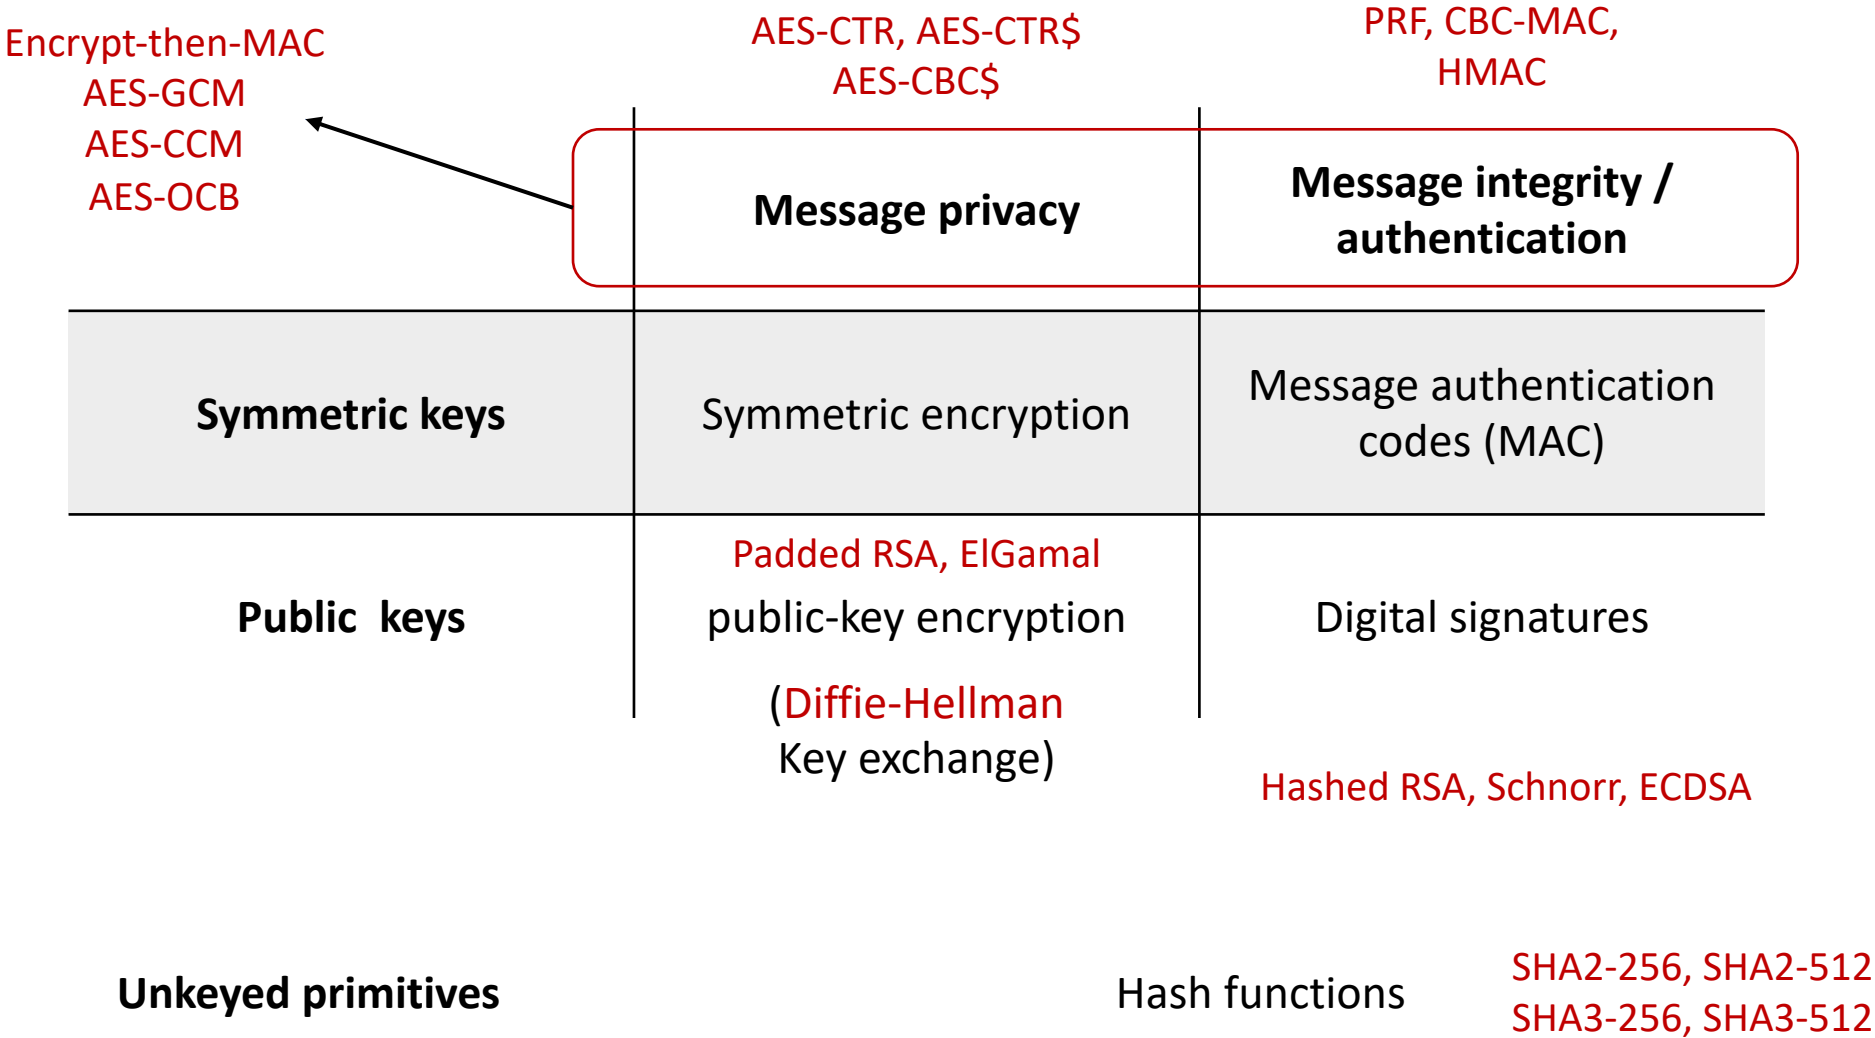 Encrypt-then-MAC
AES-GCM
AES-CCM
AES-OCB
AES-CTR, AES-CTR$
AES-CBC$
PRF, CBC-MAC,
HMAC
Message privacy
Message integrity /
authentication
Symmetric keys
Symmetric encryption
Message authentication
codes (MAC)
Public keys
Padded RSA, ElGamal
public-key encryption
(Diffie-Hellman
Key exchange)
Digital signatures
Hashed RSA, Schnorr, ECDSA
Unkeyed primitives
Hash functions
SHA2-256, SHA2-512
SHA3-256, SHA3-512